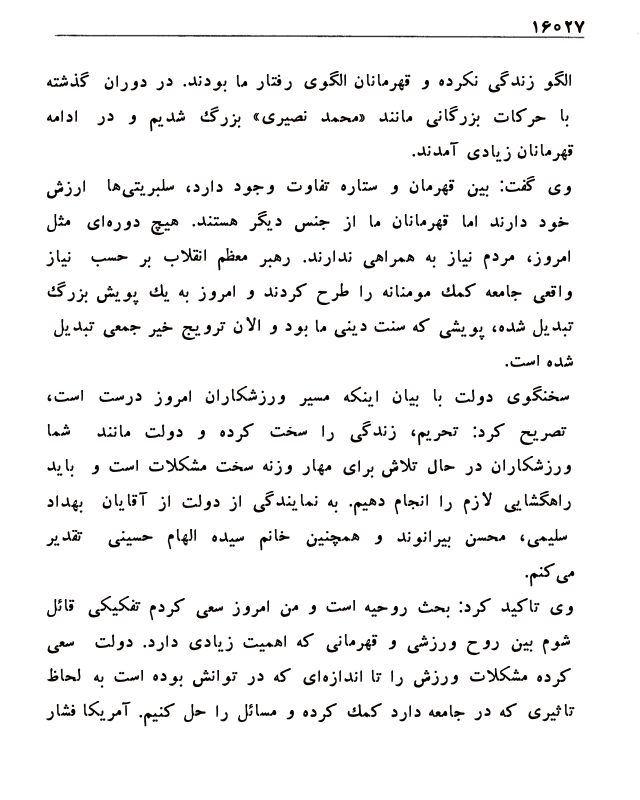 ۱۶۰۲۷
الگو زندگی نکرده و قهرمانان الگوی رفتار ما بودند. در دوران گذشته
با حرکات بزرگانی مانند «محمد نصیری» بزرگ شدیم و در ادامه
قهرمانان زیادی آمدند.
وی گفت: بین قهرمان و ستاره تفاوت وجود دارد، سلبریتی‌ها ارزش
خود دارند اما قهرمانان ما از جنس دیگر هستند. هیچ دوره‌ای مثل
امروز، مردم نیاز به همراهی ندارند. رهبر معظم انقلاب بر حسب نیاز
واقعی جامعه کمك مومنانه را طرح کردند و امروز به یك پویش بزرگ
تبدیل شده، پویشی که سنت دینی ما بود و الان ترویج خیر جمعی تبدیل
شده است.
سخنگوی دولت با بیان اینکه مسیر ورزشکاران امروز درست است،
تصریح کرد: تحریم، زندگی را سخت کرده و دولت مانند شما
ورزشکاران در حال تلاش برای مهار وزنه سخت مشکلات است و باید
راهگشایی لازم را انجام دهیم. به نمایندگی از دولت از آقایان بهداد
سلیمی، محسن بیرانوند و همچنین خانم سیده الهام حسینی تقدیر
می‌کنم.
وی تاکید کرد: بحث روحیه است و من امروز سعی کردم تفکیکی قائل
شوم بین روح ورزشی و قهرمانی که اهمیت زیادی دارد. دولت سعی
کرده مشکلات ورزش را تا اندازه‌ای که در توانش بوده است به لحاظ
تاثیری که در جامعه دارد کمك کرده و مسائل را حل کنیم. آمریکا فشار